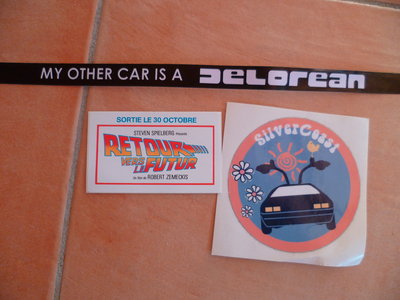 MY OTHER CAR IS A DELOREAN
SORTIE LE 30 OCTOBRE
STEVEN SPIELBERG Présente
RETOUR
VERS LE
FUTUR
un film de ROBERT ZEMECKIS
SilverCoast